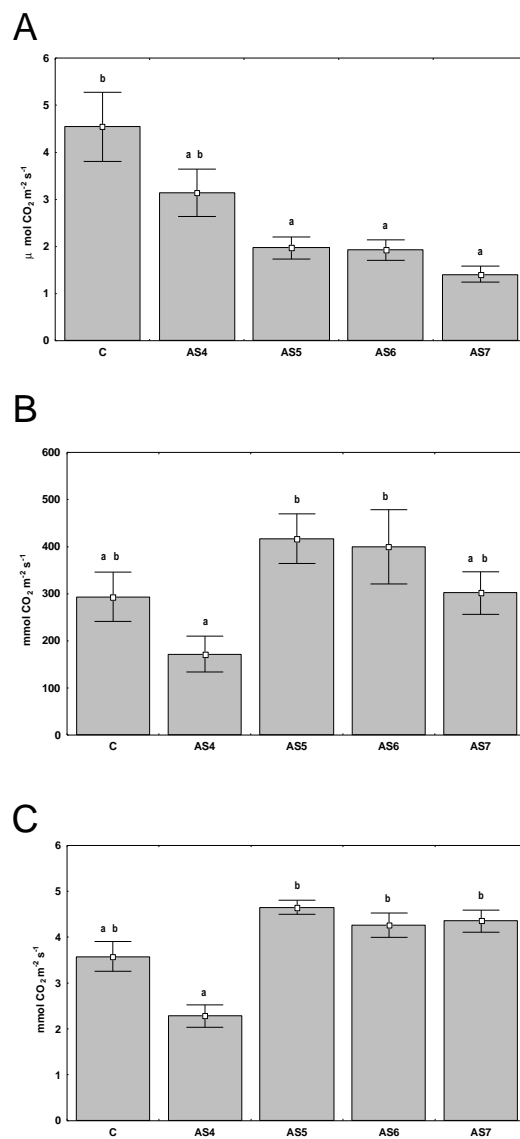 A
6
b
5
a b
4
3
a
a
2
a
1
0
μ mol CO₂ m⁻² s⁻¹
C AS4 AS5 AS6 AS7
B
600
500
b
b
400
a b
a b
300
a
200
100
0
mmol CO₂ m⁻² s⁻¹
C AS4 AS5 AS6 AS7
C
6
5
b
b
b
a b
4
3
a
2
1
0
mmol CO₂ m⁻² s⁻¹
C AS4 AS5 AS6 AS7